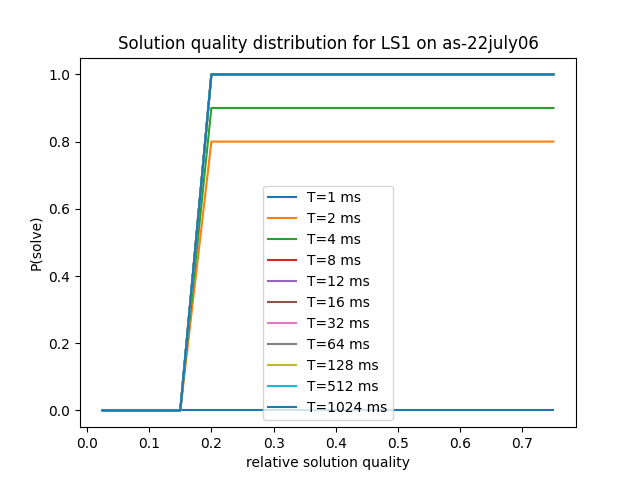 Solution quality distribution for LS1 on as-22july06
1.0
0.8
0.6
0.4
0.2
0.0
P(solve)
T=1 ms
T=2 ms
T=4 ms
T=8 ms
T=12 ms
T=16 ms
T=32 ms
T=64 ms
T=128 ms
T=512 ms
T=1024 ms
0.0 0.1 0.2 0.3 0.4 0.5 0.6 0.7
relative solution quality